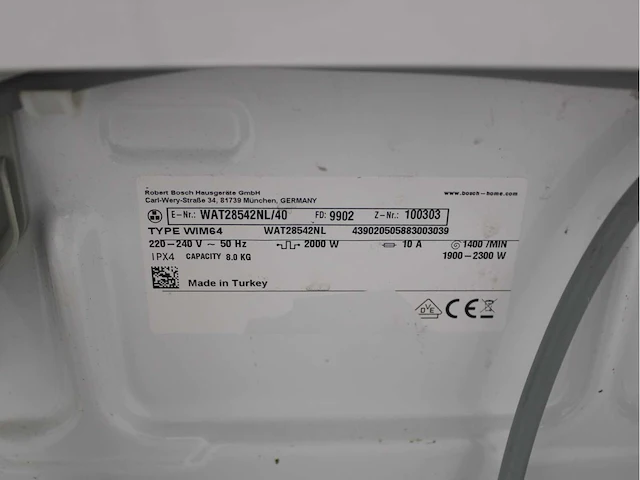 Robert Bosch Hausgeräte GmbH www.bosch-home.com
Carl-Wery-Straße 34, 81739 München, GERMANY
E-Nr.: WAT28542NL/40 FD: 9902 Z-Nr.: 100303
TYPE WIM64 WAT28542NL 439020505883003039
220-240 V ~ 50 Hz 2000 W 10 A 1400 /MIN
IPX4 CAPACITY 8.0 KG 1900-2300 W
Made in Turkey
DVE CE